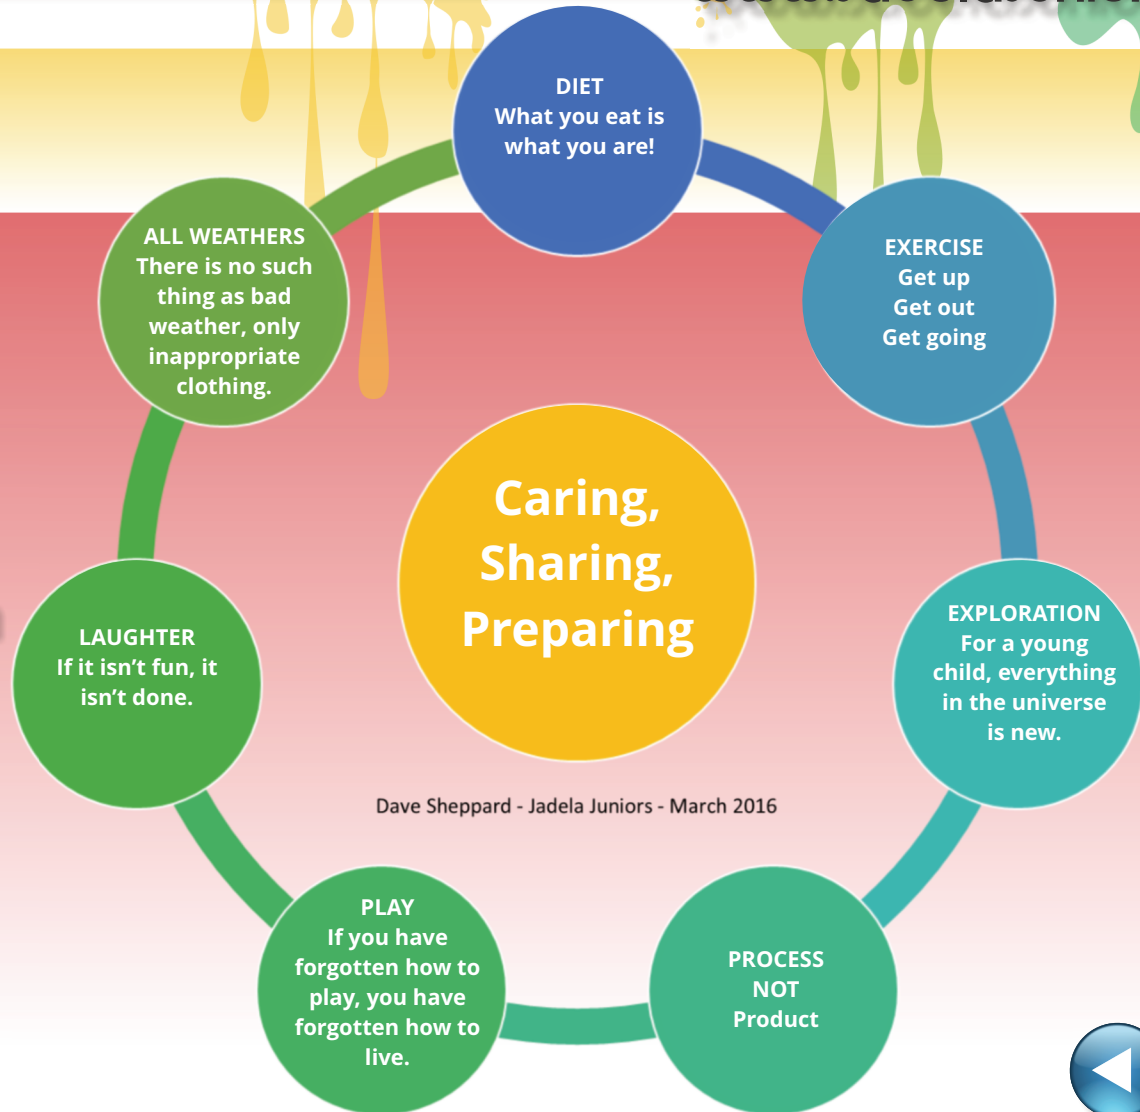 DIET
What you eat is
what you are!
EXERCISE
Get up
Get out
Get going
EXPLORATION
For a young
child, everything
in the universe
is new.
PROCESS
NOT
Product
PLAY
If you have
forgotten how to
play, you have
forgotten how to
live.
LAUGHTER
If it isn’t fun, it
isn’t done.
ALL WEATHERS
There is no such
thing as bad
weather, only
inappropriate
clothing.
Caring,
Sharing,
Preparing
Dave Sheppard - Jadela Juniors - March 2016